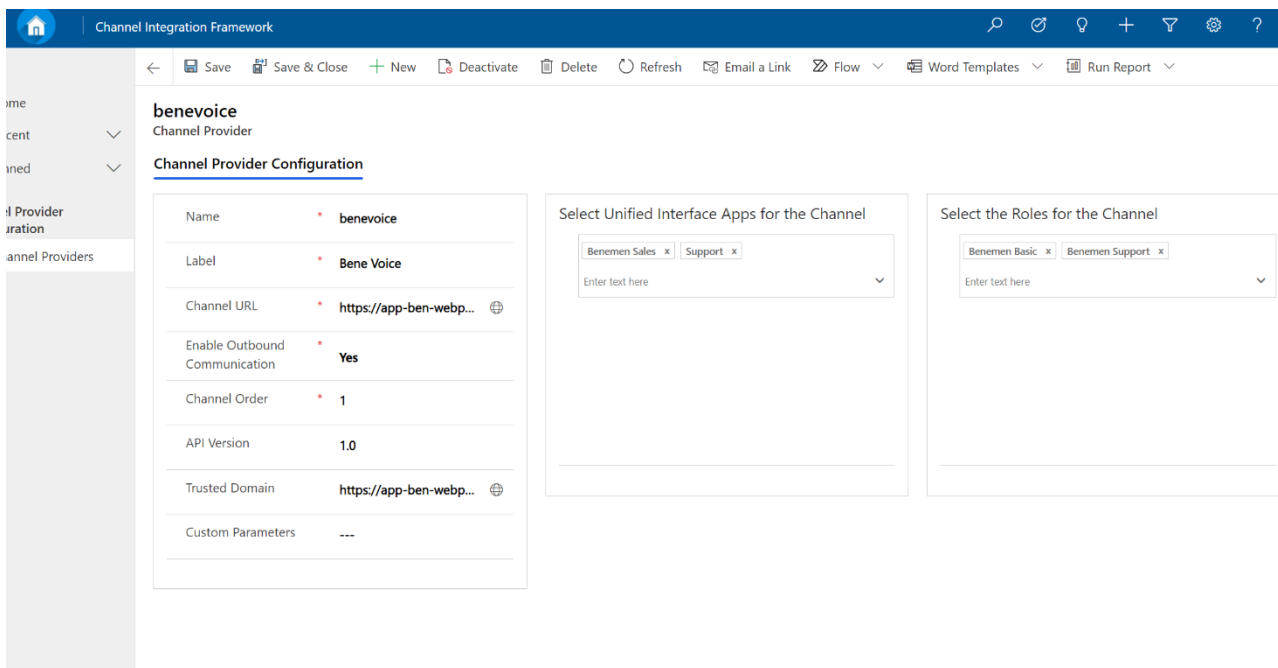 Channel Integration Framework
?
Save Save & Close New Deactivate Delete Refresh Email a Link Flow Word Templates Run Report
ome
cent
nned
el Provider
uration
annel Providers
benevoice
Channel Provider
Channel Provider Configuration
Name * benevoice
Label * Bene Voice
Channel URL * https://app-ben-webp...
Enable Outbound
Communication * Yes
Channel Order * 1
API Version 1.0
Trusted Domain https://app-ben-webp...
Custom Parameters ---
Select Unified Interface Apps for the Channel
Benemen Sales x Support x
Enter text here
Select the Roles for the Channel
Benemen Basic x Benemen Support x
Enter text here